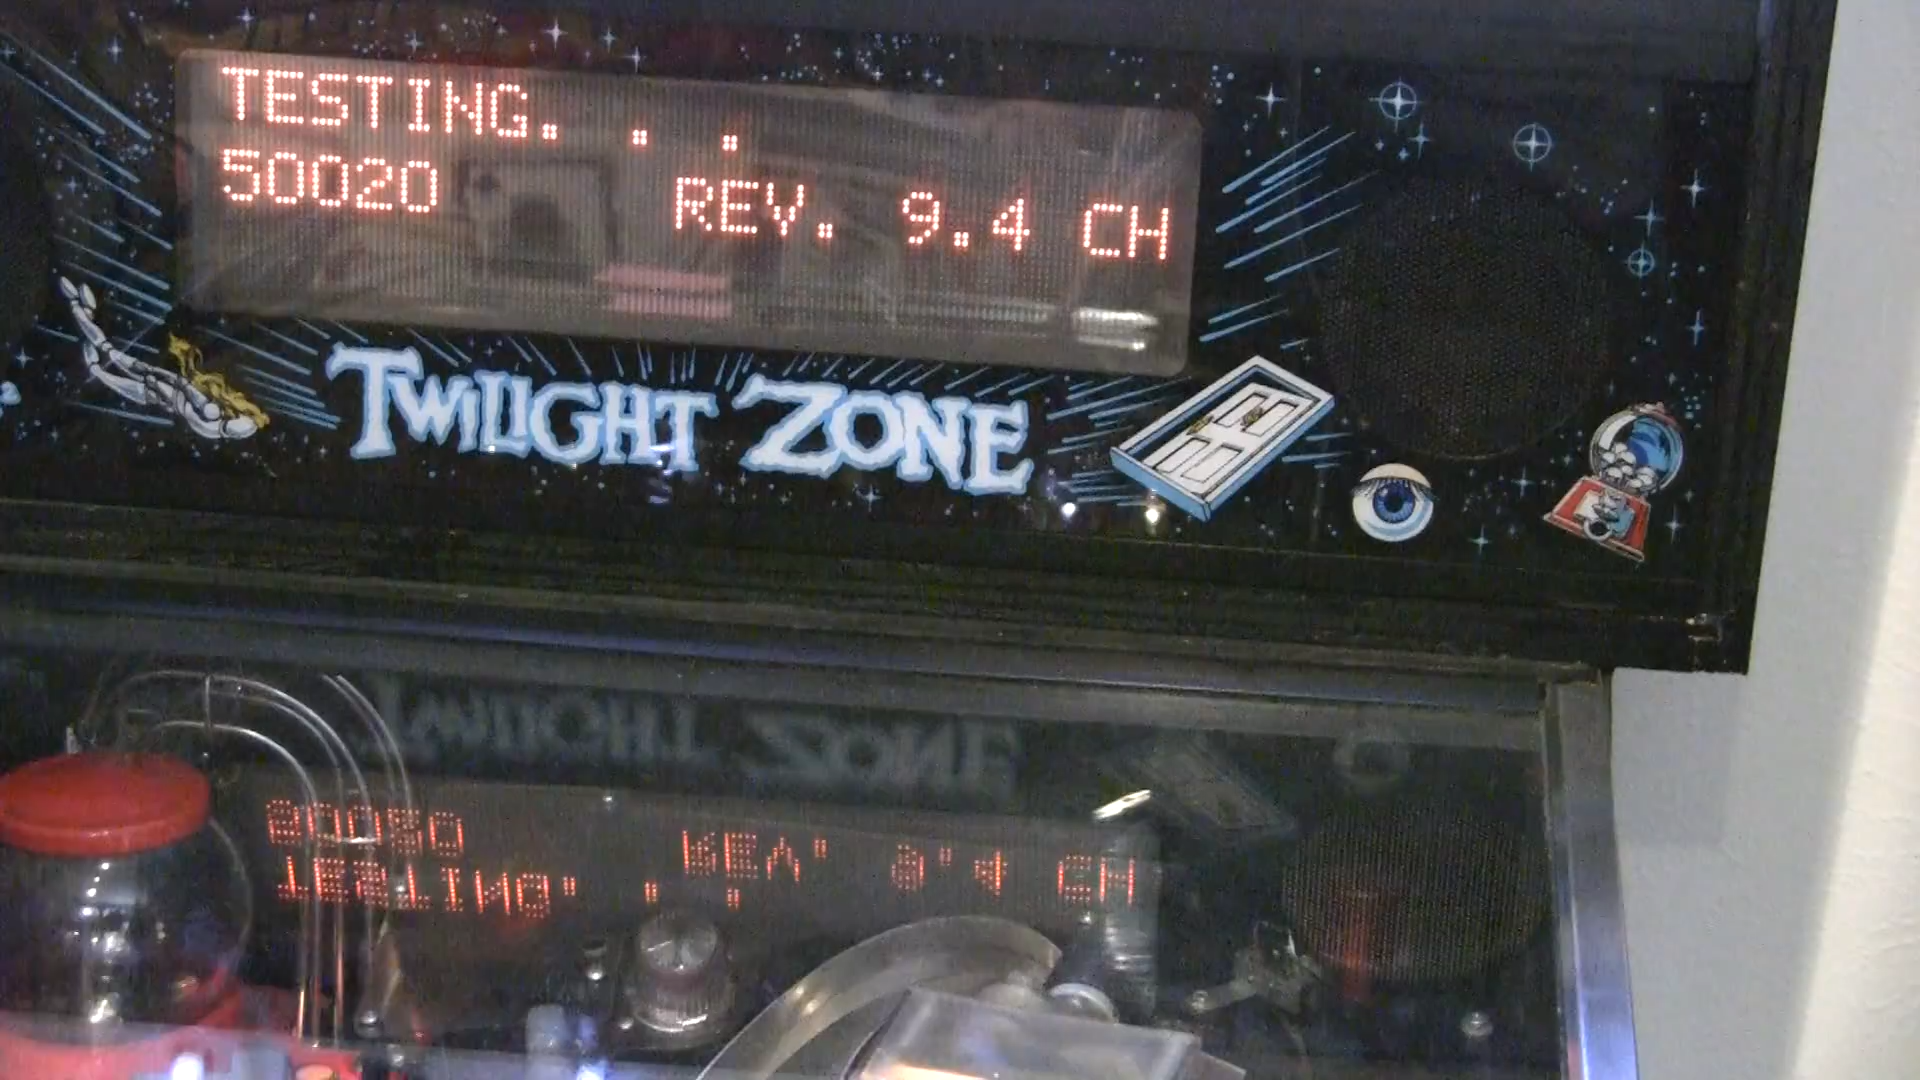 TESTING. . .
50020 REV. 9.4 CH
TWILIGHT ZONE